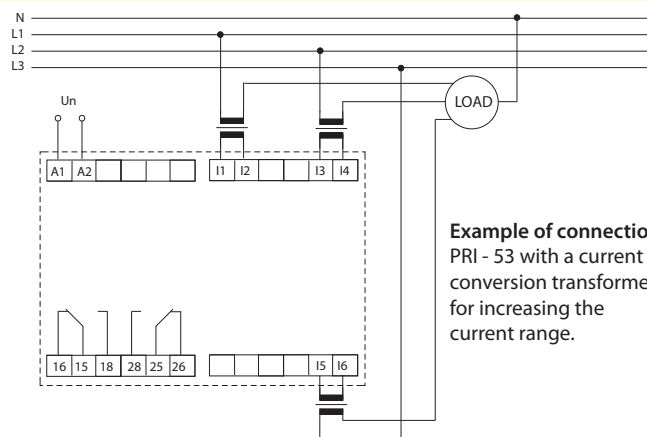 N
L1
L2
L3
Un
LOAD
A1 A2
I1 I2 I3 I4
Example of connectio
PRI - 53 with a current
conversion transforme
for increasing the
current range.
16 15 18 28 25 26
I5 I6